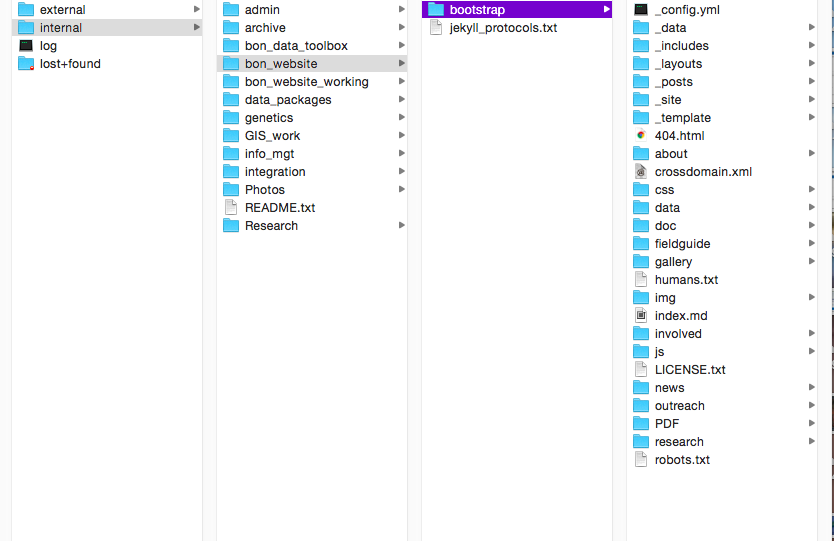 external
internal
log
lost+found
admin
archive
bon_data_toolbox
bon_website
bon_website_working
data_packages
genetics
GIS_work
info_mgt
integration
Photos
README.txt
Research
bootstrap
jekyll_protocols.txt
_config.yml
_data
_includes
_layouts
_posts
_site
_template
404.html
about
crossdomain.xml
css
data
doc
fieldguide
gallery
humans.txt
img
index.md
involved
js
LICENSE.txt
news
outreach
PDF
research
robots.txt